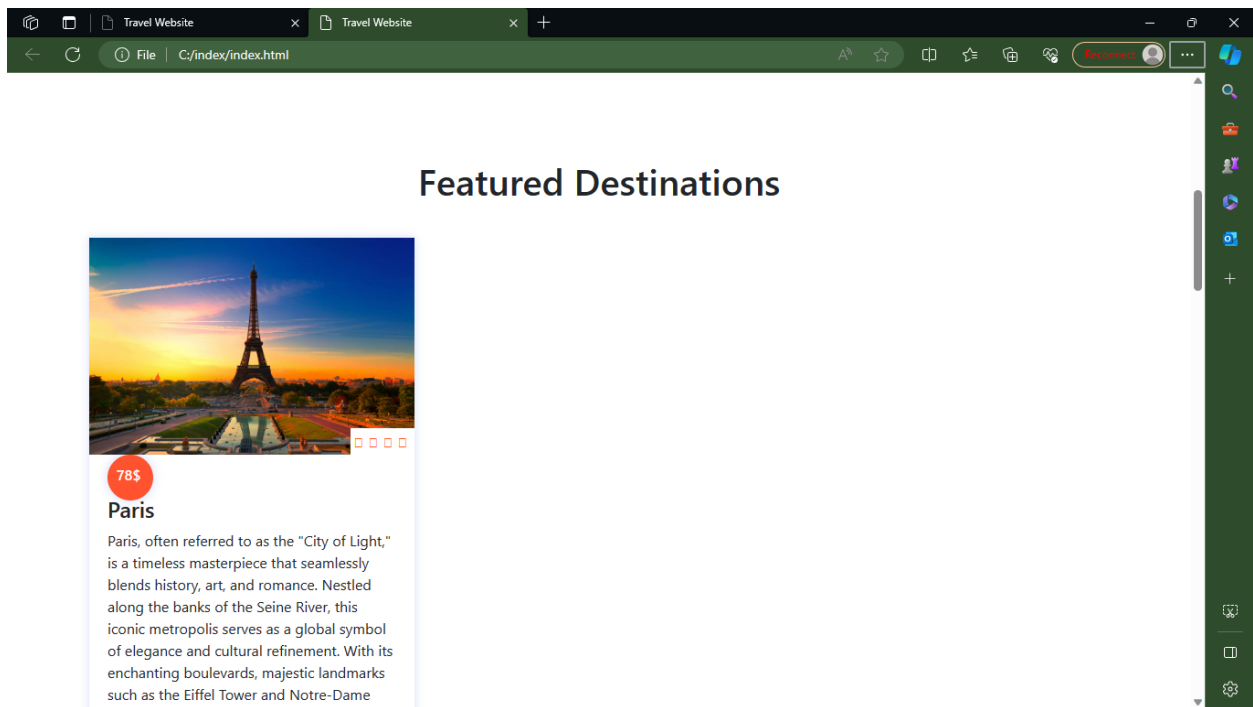 Travel Website
Travel Website
File
C:/index/index.html
Reconnect
Featured Destinations
78$
Paris
Paris, often referred to as the "City of Light,"
is a timeless masterpiece that seamlessly
blends history, art, and romance. Nestled
along the banks of the Seine River, this
iconic metropolis serves as a global symbol
of elegance and cultural refinement. With its
enchanting boulevards, majestic landmarks
such as the Eiffel Tower and Notre-Dame